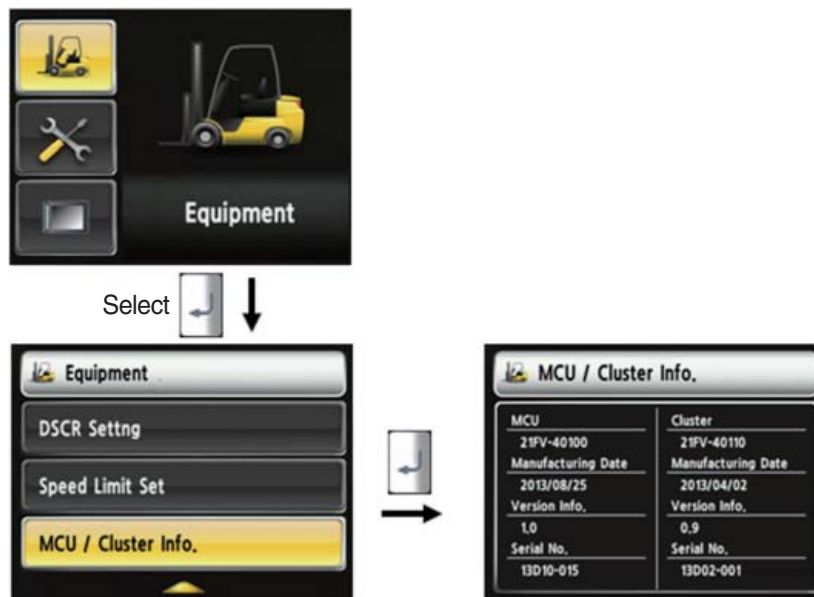 Equipment
Select
Equipment
DSCR Settng
Speed Limit Set
MCU / Cluster Info.
MCU / Cluster Info.
MCU
21FV-40100
Manufacturing Date
2013/08/25
Version Info.
1.0
Serial No.
13D10-015
Cluster
21FV-40110
Manufacturing Date
2013/04/02
Version Info.
0.9
Serial No.
13D02-001